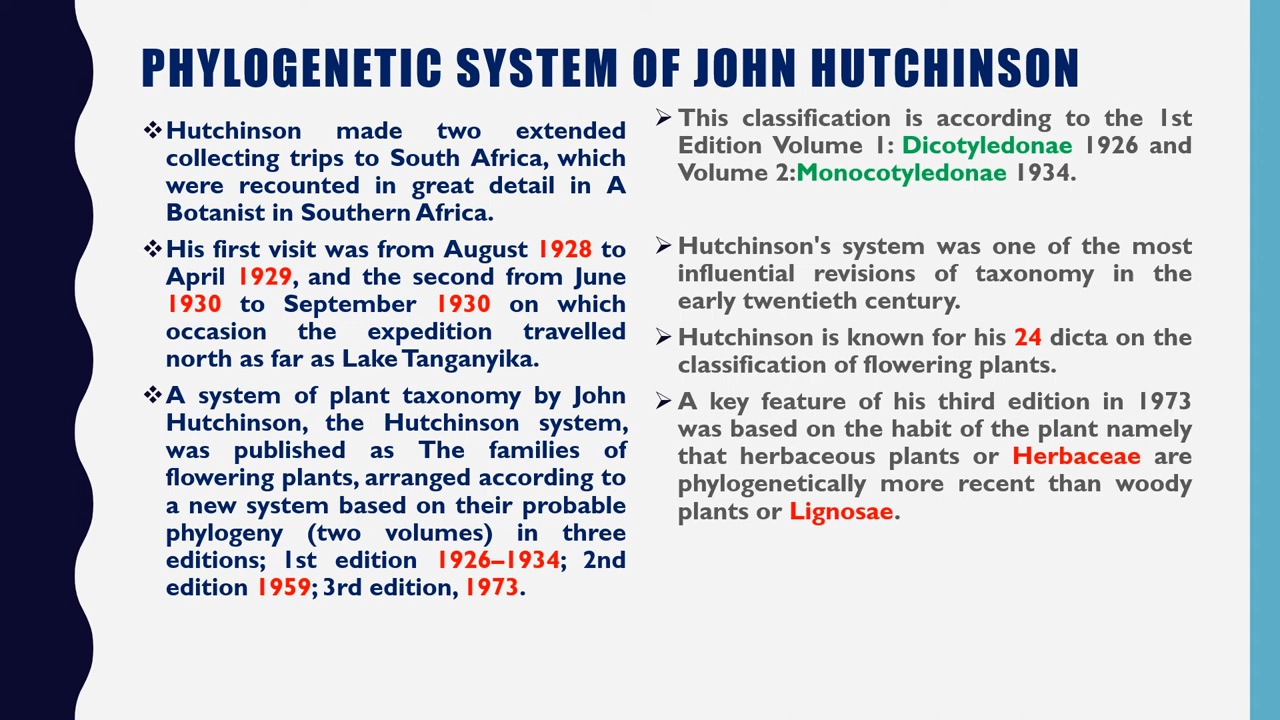 PHYLOGENETIC SYSTEM OF JOHN HUTCHINSON
❖Hutchinson made two extended
collecting trips to South Africa, which
were recounted in great detail in A
Botanist in Southern Africa.
❖His first visit was from August 1928 to
April 1929, and the second from June
1930 to September 1930 on which
occasion the expedition travelled
north as far as Lake Tanganyika.
❖A system of plant taxonomy by John
Hutchinson, the Hutchinson system,
was published as The families of
flowering plants, arranged according to
a new system based on their probable
phylogeny (two volumes) in three
editions; 1st edition 1926–1934; 2nd
edition 1959; 3rd edition, 1973.
➢ This classification is according to the 1st
Edition Volume 1: Dicotyledonae 1926 and
Volume 2:Monocotyledonae 1934.
➢ Hutchinson's system was one of the most
influential revisions of taxonomy in the
early twentieth century.
➢ Hutchinson is known for his 24 dicta on the
classification of flowering plants.
➢ A key feature of his third edition in 1973
was based on the habit of the plant namely
that herbaceous plants or Herbaceae are
phylogenetically more recent than woody
plants or Lignosae.